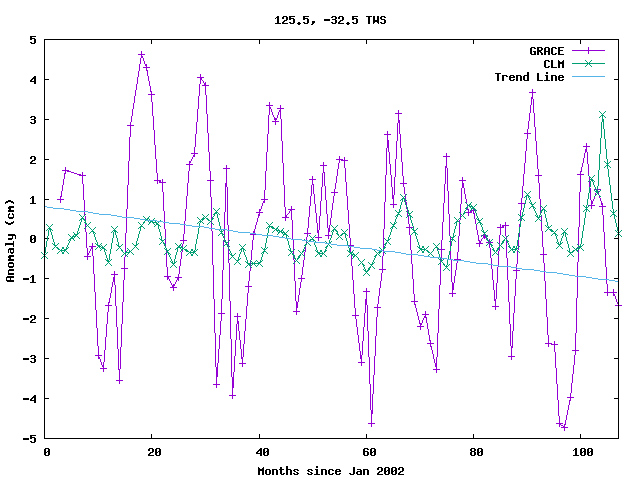 125.5, -32.5 TWS
GRACE
CLM
Trend Line
5
4
3
2
1
0
-1
-2
-3
-4
-5
Anomaly (cm)
0 20 40 60 80 100
Months since Jan 2002